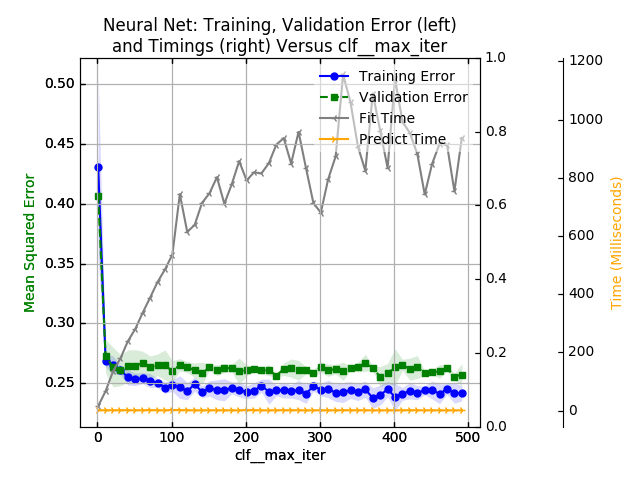 Neural Net: Training, Validation Error (left)
and Timings (right) Versus clf__max_iter
Training Error
Validation Error
Fit Time
Predict Time
Mean Squared Error
0.50
0.45
0.40
0.35
0.30
0.25
0
100
200
300
400
500
clf__max_iter
1.0
0.8
0.6
0.4
0.2
0.0
1200
1000
800
600
400
200
0
Time (Milliseconds)